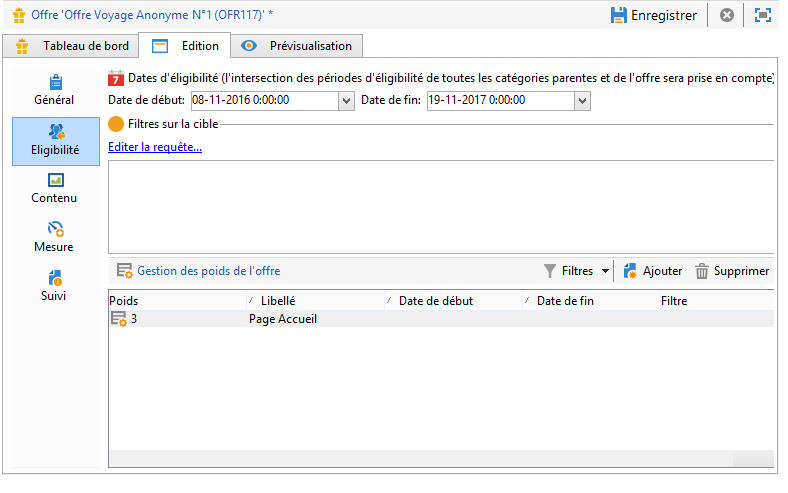 Offre 'Offre Voyage Anonyme N°1 (OFR117)' * Enregistrer
Tableau de bord Edition Prévisualisation
Général
Dates d'éligibilité (l'intersection des périodes d'éligibilité de toutes les catégories parentes et de l'offre sera prise en compte)
Date de début: 08-11-2016 0:00:00 Date de fin: 19-11-2017 0:00:00
Eligibilité
Filtres sur la cible
Editer la requête...
Contenu
Mesure
Suivi
Gestion des poids de l'offre Filtres Ajouter Supprimer
Poids Libellé Date de début Date de fin Filtre
3 Page Accueil